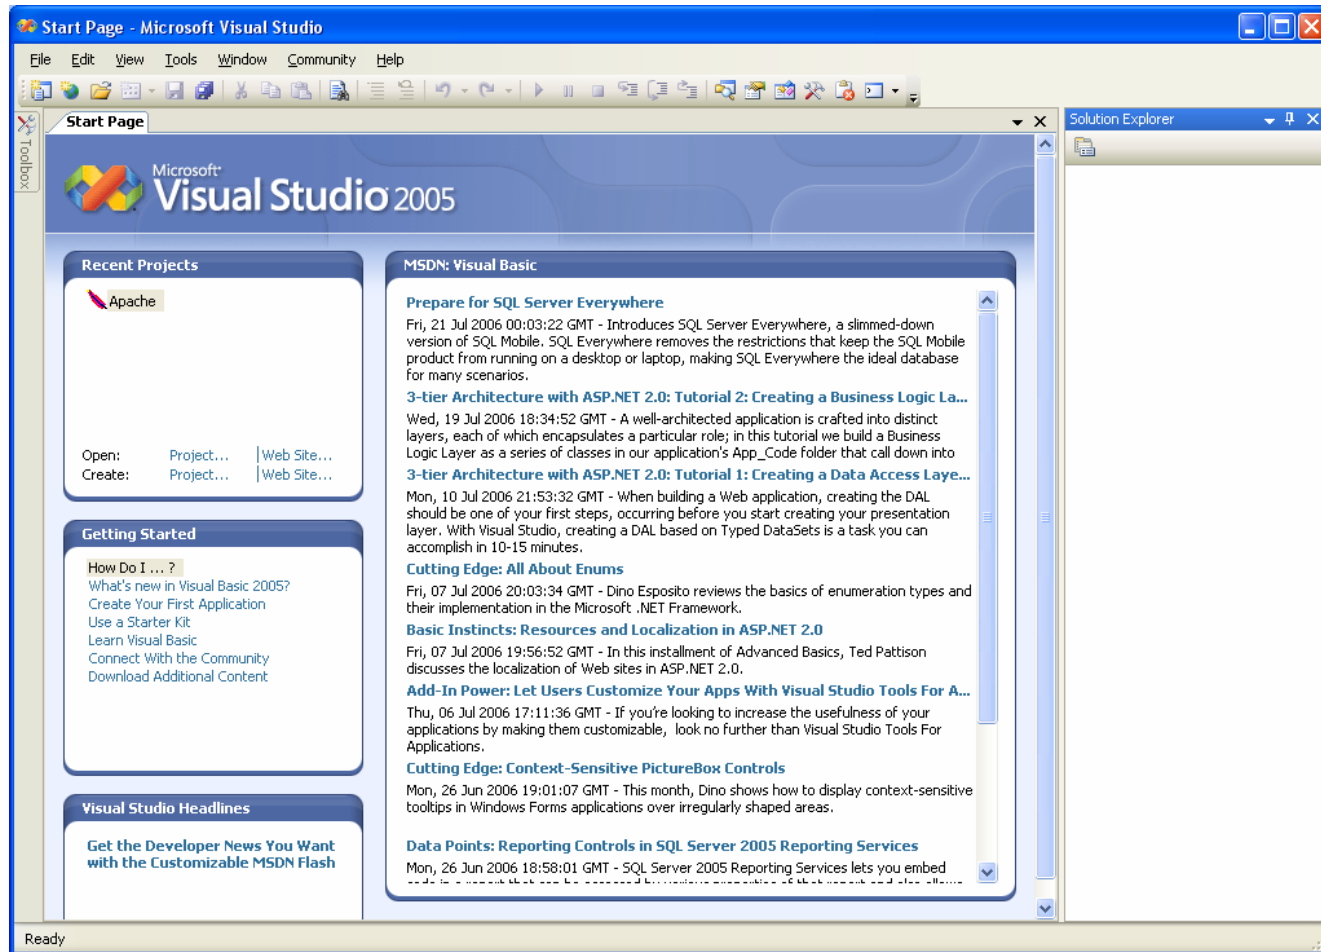 Start Page - Microsoft Visual Studio
File Edit View Tools Window Community Help
Toolbox
Start Page
Solution Explorer
Microsoft
Visual Studio 2005
Recent Projects
Apache
Open: Project... Web Site...
Create: Project... Web Site...
Getting Started
How Do I ... ?
What's new in Visual Basic 2005?
Create Your First Application
Use a Starter Kit
Learn Visual Basic
Connect With the Community
Download Additional Content
Visual Studio Headlines
Get the Developer News You Want
with the Customizable MSDN Flash
MSDN: Visual Basic
Prepare for SQL Server Everywhere
Fri, 21 Jul 2006 00:03:22 GMT - Introduces SQL Server Everywhere, a slimmed-down
version of SQL Mobile. SQL Everywhere removes the restrictions that keep the SQL Mobile
product from running on a desktop or laptop, making SQL Everywhere the ideal database
for many scenarios.
3-tier Architecture with ASP.NET 2.0: Tutorial 2: Creating a Business Logic La...
Wed, 19 Jul 2006 18:34:52 GMT - A well-architected application is crafted into distinct
layers, each of which encapsulates a particular role; in this tutorial we build a Business
Logic Layer as a series of classes in our application's App_Code folder that call down into
3-tier Architecture with ASP.NET 2.0: Tutorial 1: Creating a Data Access Laye...
Mon, 10 Jul 2006 21:53:32 GMT - When building a Web application, creating the DAL
should be one of your first steps, occurring before you start creating your presentation
layer. With Visual Studio, creating a DAL based on Typed DataSets is a task you can
accomplish in 10-15 minutes.
Cutting Edge: All About Enums
Fri, 07 Jul 2006 20:03:34 GMT - Dino Esposito reviews the basics of enumeration types and
their implementation in the Microsoft .NET Framework.
Basic Instincts: Resources and Localization in ASP.NET 2.0
Fri, 07 Jul 2006 19:56:52 GMT - In this installment of Advanced Basics, Ted Pattison
discusses the localization of Web sites in ASP.NET 2.0.
Add-In Power: Let Users Customize Your Apps With Visual Studio Tools For A...
Thu, 06 Jul 2006 17:11:36 GMT - If you're looking to increase the usefulness of your
applications by making them customizable, look no further than Visual Studio Tools For
Applications.
Cutting Edge: Context-Sensitive PictureBox Controls
Mon, 26 Jun 2006 19:01:07 GMT - This month, Dino shows how to display context-sensitive
tooltips in Windows Forms applications over irregularly shaped areas.
Data Points: Reporting Controls in SQL Server 2005 Reporting Services
Mon, 26 Jun 2006 18:58:01 GMT - SQL Server 2005 Reporting Services lets you embed
Ready